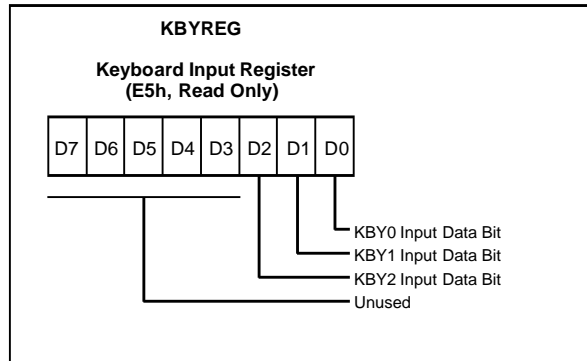 KBYREG
Keyboard Input Register
(E5h, Read Only)
D7 D6 D5 D4 D3 D2 D1 D0
KBY0 Input Data Bit
KBY1 Input Data Bit
KBY2 Input Data Bit
Unused